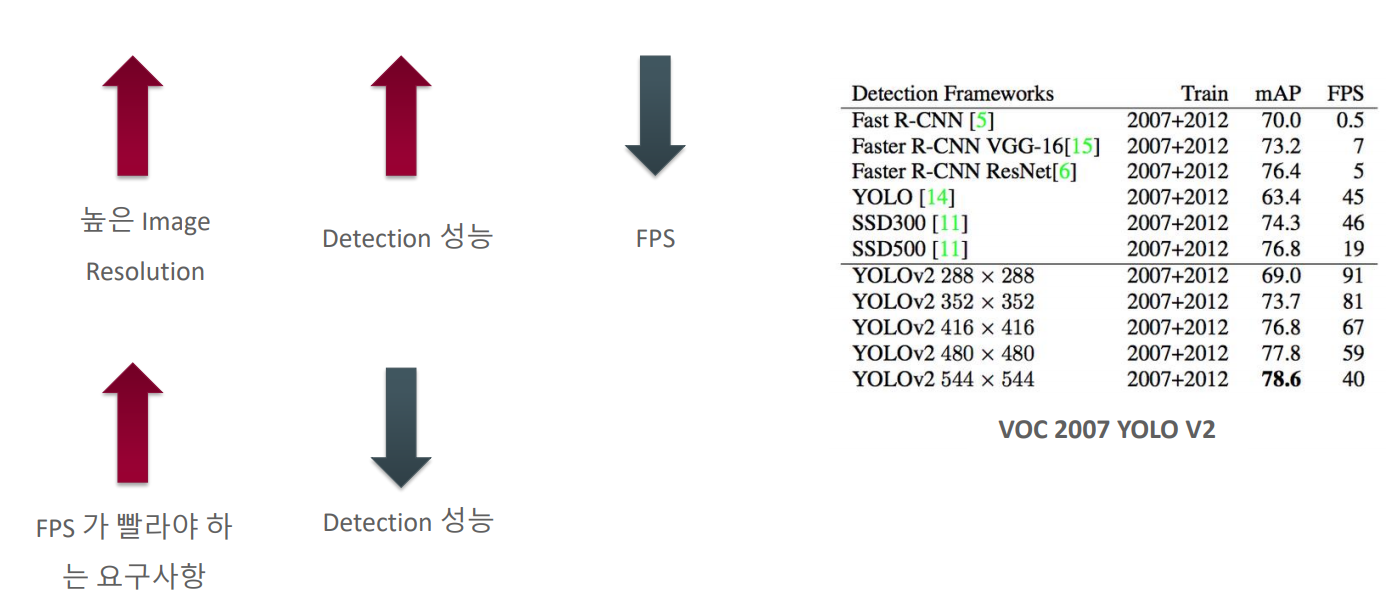 높은 Image
Resolution
Detection 성능
FPS
FPS 가 빨라야 하
는 요구사항
Detection 성능
Detection Frameworks Train mAP FPS
Fast R-CNN [5] 2007+2012 70.0 0.5
Faster R-CNN VGG-16[15] 2007+2012 73.2 7
Faster R-CNN ResNet[6] 2007+2012 76.4 5
YOLO [14] 2007+2012 63.4 45
SSD300 [11] 2007+2012 74.3 46
SSD500 [11] 2007+2012 76.8 19
YOLOv2 288 × 288 2007+2012 69.0 91
YOLOv2 352 × 352 2007+2012 73.7 81
YOLOv2 416 × 416 2007+2012 76.8 67
YOLOv2 480 × 480 2007+2012 77.8 59
YOLOv2 544 × 544 2007+2012 78.6 40
VOC 2007 YOLO V2